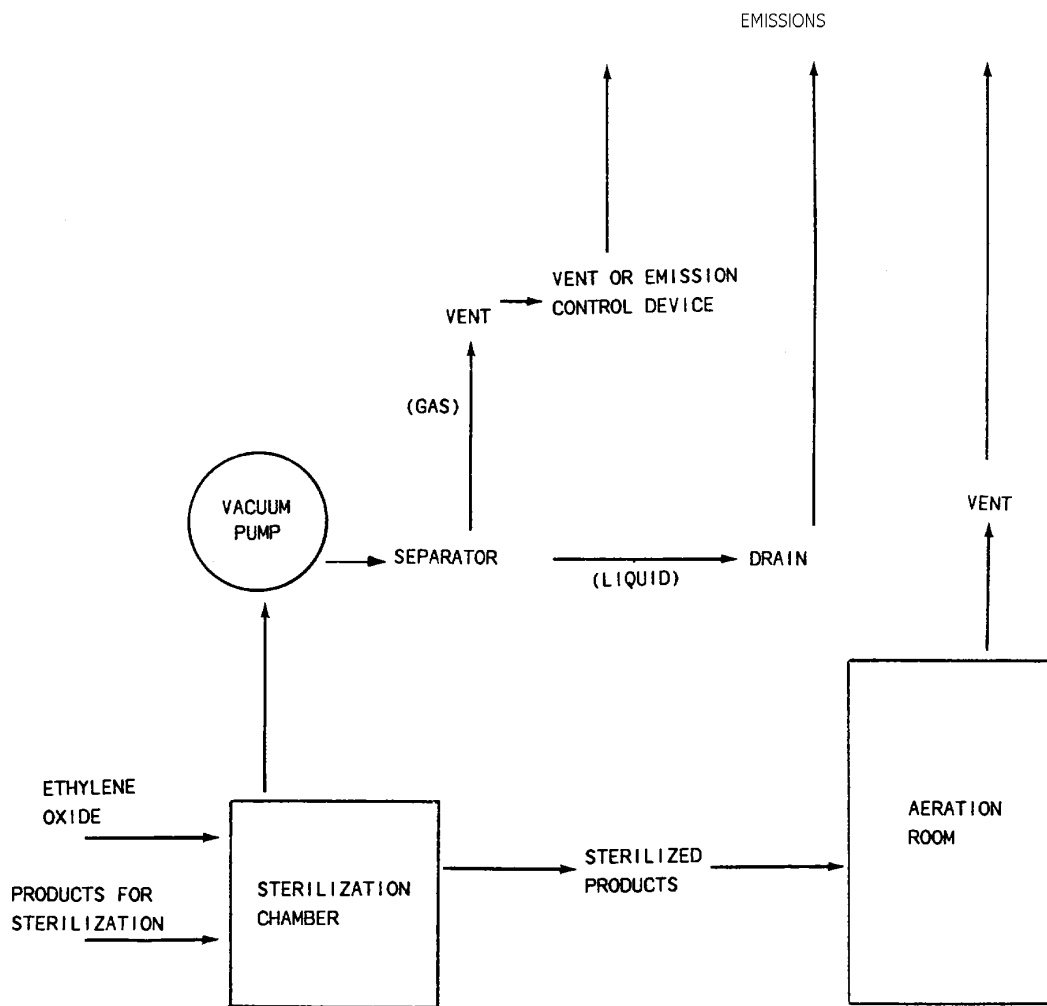 EMISSIONS
VENT OR EMISSION
CONTROL DEVICE
VENT
(GAS)
VACUUM
PUMP
SEPARATOR
(LIQUID)
DRAIN
VENT
ETHYLENE
OXIDE
PRODUCTS FOR
STERILIZATION
STERILIZATION
CHAMBER
STERILIZED
PRODUCTS
AERATION
ROOM